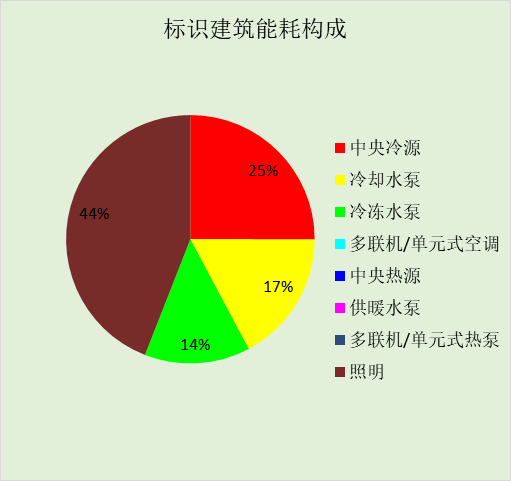 标识建筑能耗构成
25%
44%
17%
14%
中央冷源
冷却水泵
冷冻水泵
多联机/单元式空调
中央热源
供暖水泵
多联机/单元式热泵
照明